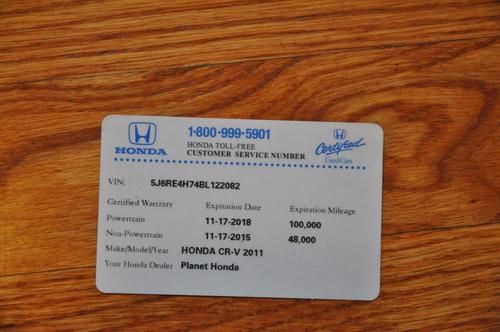 HONDA
1-800-999-5901
HONDA TOLL-FREE
CUSTOMER SERVICE NUMBER
Certified
UsedCars
VIN: 5J6RE4H74BL122082
Certified Warranty Expiration Date Expiration Mileage
Powertrain 11-17-2018 100,000
Non-Powertrain 11-17-2015 48,000
Make/Model/Year HONDA CR-V 2011
Your Honda Dealer Planet Honda